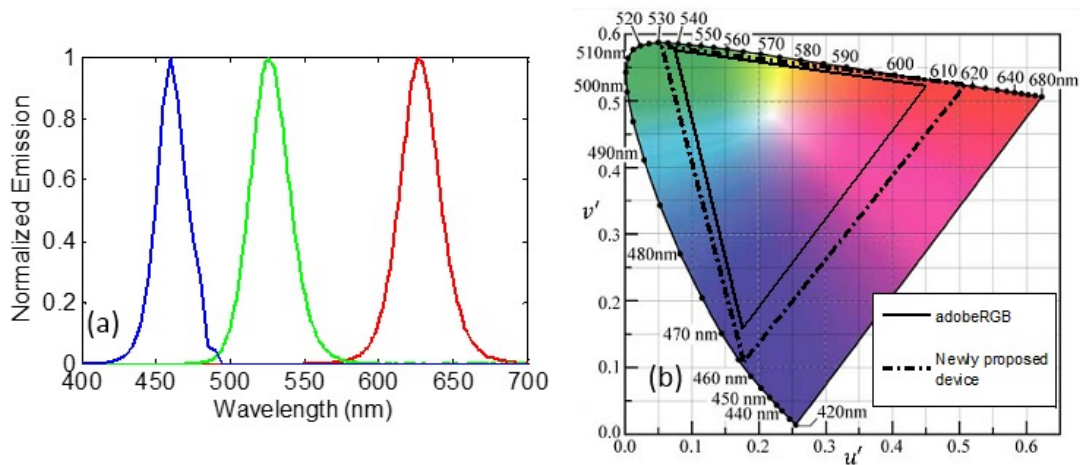 1
0.8
0.6
0.4
0.2
0
Normalized Emission
(a)
400 450 500 550 600 650 700
Wavelength (nm)
520 530 540
550 560 570 580 590 600 610 620 640 680nm
510nm
500nm
490nm
480nm
470 nm
460 nm
450 nm
440 nm
420nm
0.6
0.5
0.4
v′
0.3
0.2
0.1
0.0
0.0 0.1 0.2 0.3 0.4 0.5 0.6
u′
(b)
adobeRGB
Newly proposed
device